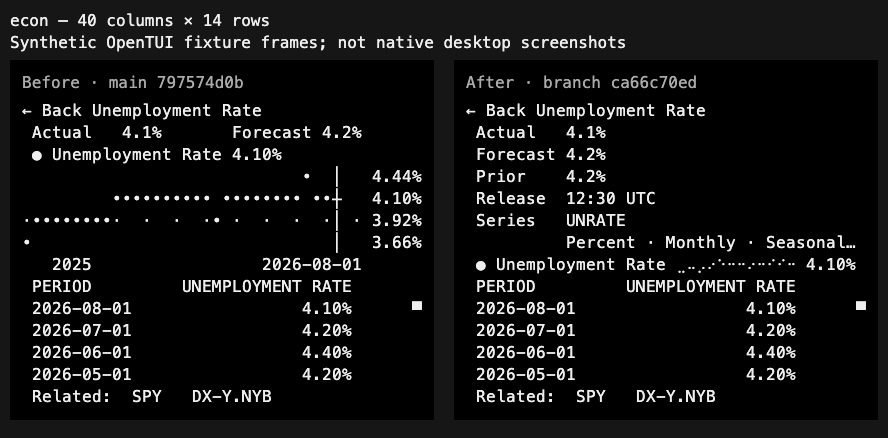 econ — 40 columns × 14 rows
Synthetic OpenTUI fixture frames; not native desktop screenshots
Before · main 797574d0b
← Back Unemployment Rate
Actual 4.1% Forecast 4.2%
● Unemployment Rate 4.10%
4.44%
4.10%
3.92%
3.66%
2025 2026-08-01
PERIOD UNEMPLOYMENT RATE
2026-08-01 4.10%
2026-07-01 4.20%
2026-06-01 4.40%
2026-05-01 4.20%
Related: SPY DX-Y.NYB
After · branch ca66c70ed
← Back Unemployment Rate
Actual 4.1%
Forecast 4.2%
Prior 4.2%
Release 12:30 UTC
Series UNRATE
Percent · Monthly · Seasonal…
● Unemployment Rate 4.10%
PERIOD UNEMPLOYMENT RATE
2026-08-01 4.10%
2026-07-01 4.20%
2026-06-01 4.40%
2026-05-01 4.20%
Related: SPY DX-Y.NYB